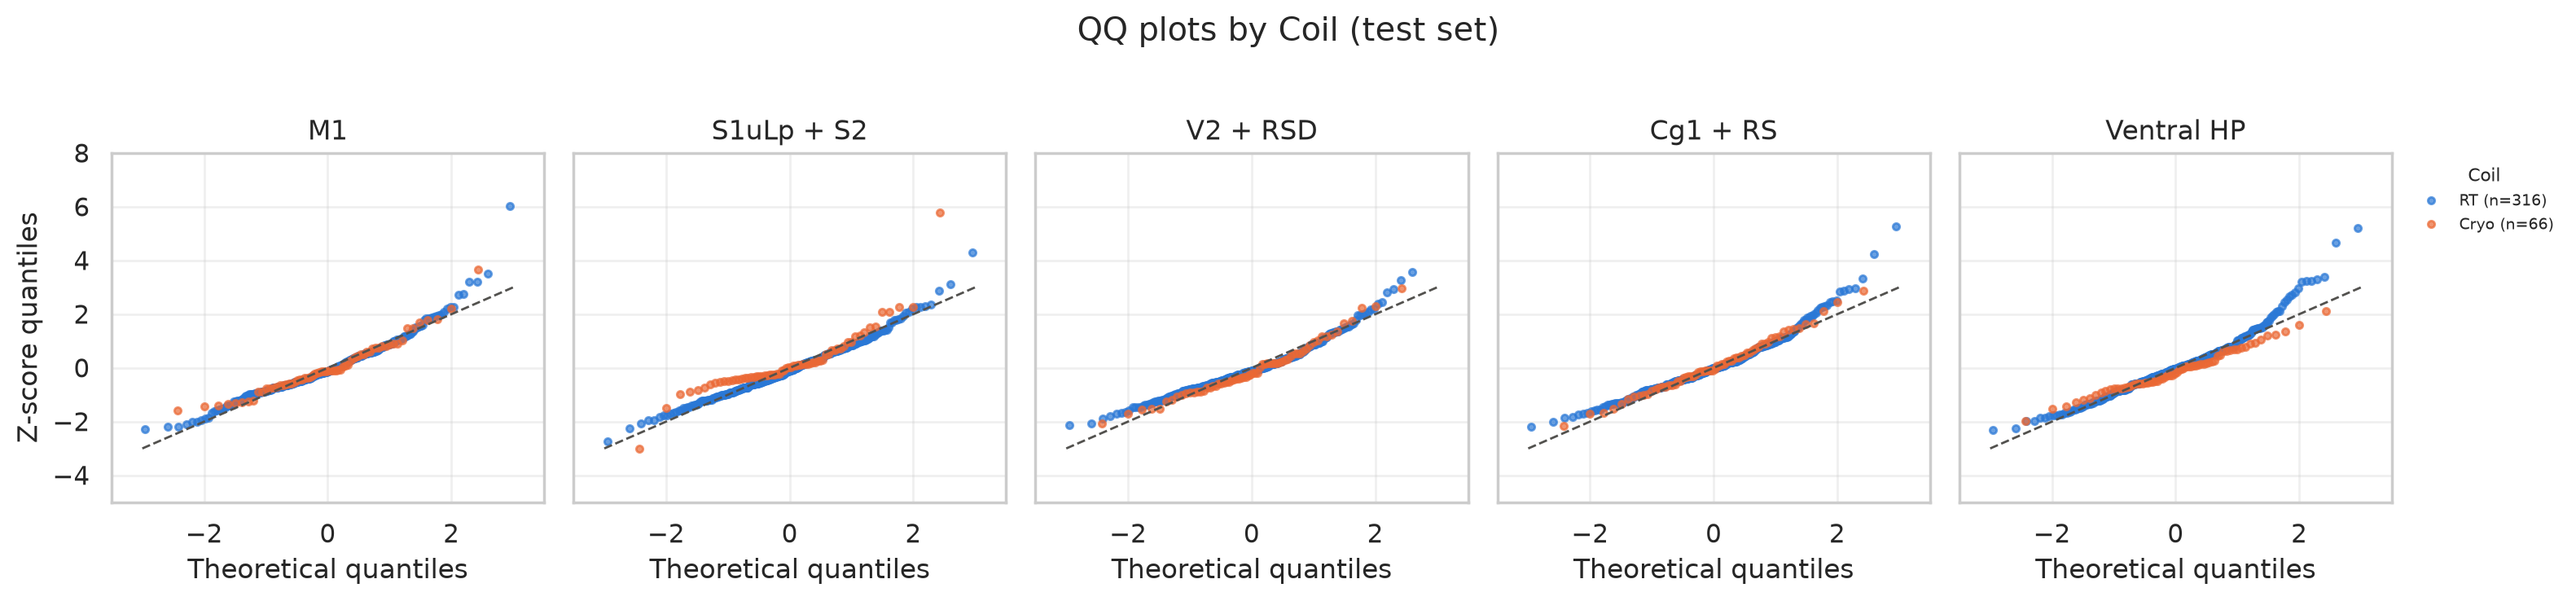 QQ plots by Coil (test set)
M1
S1uLp + S2
V2 + RSD
Cg1 + RS
Ventral HP
Z-score quantiles
8
6
4
2
0
−2
−4
−2 0 2
−2 0 2
−2 0 2
−2 0 2
−2 0 2
Theoretical quantiles
Theoretical quantiles
Theoretical quantiles
Theoretical quantiles
Theoretical quantiles
Coil
RT (n=316)
Cryo (n=66)